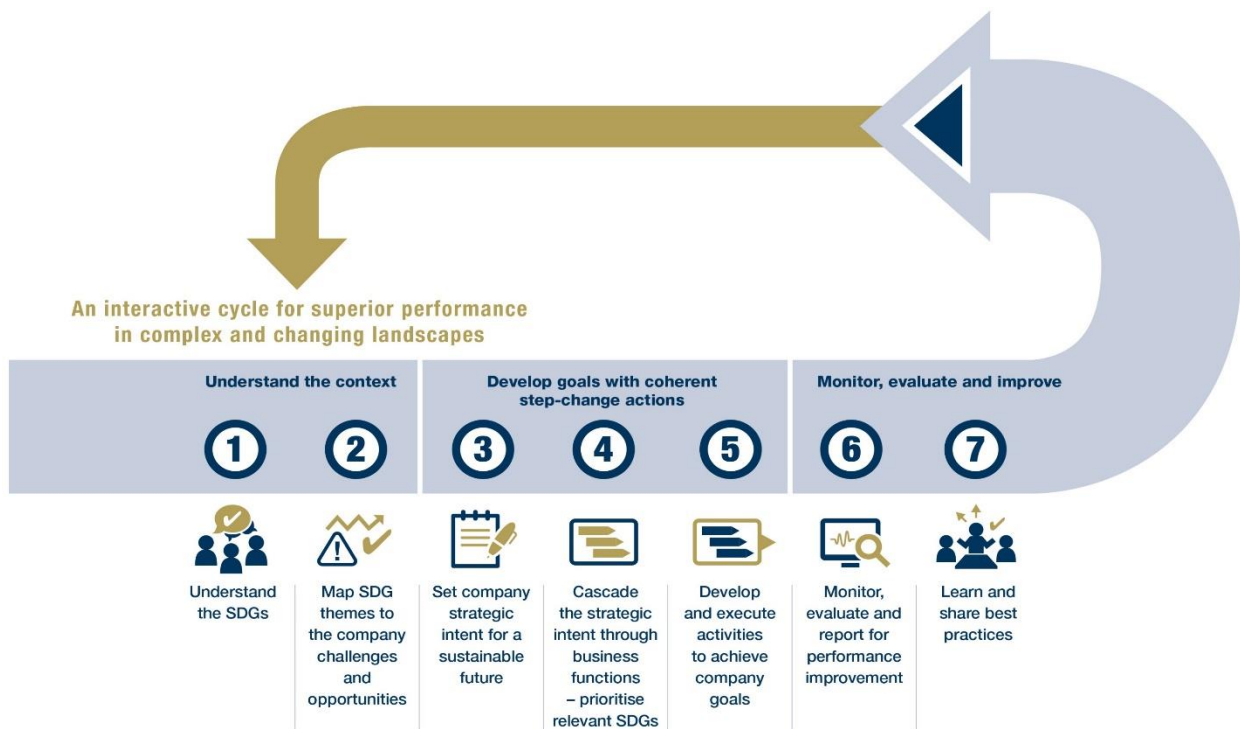 An interactive cycle for superior performance
in complex and changing landscapes
Understand the context
Develop goals with coherent
step-change actions
Monitor, evaluate and improve
1
2
3
4
5
6
7
Understand
the SDGs
Map SDG
themes to
the company
challenges
and
opportunities
Set company
strategic
intent for a
sustainable
future
Cascade
the strategic
intent through
business
functions
– prioritise
relevant SDGs
Develop
and execute
activities
to achieve
company
goals
Monitor,
evaluate and
report for
performance
improvement
Learn and
share best
practices